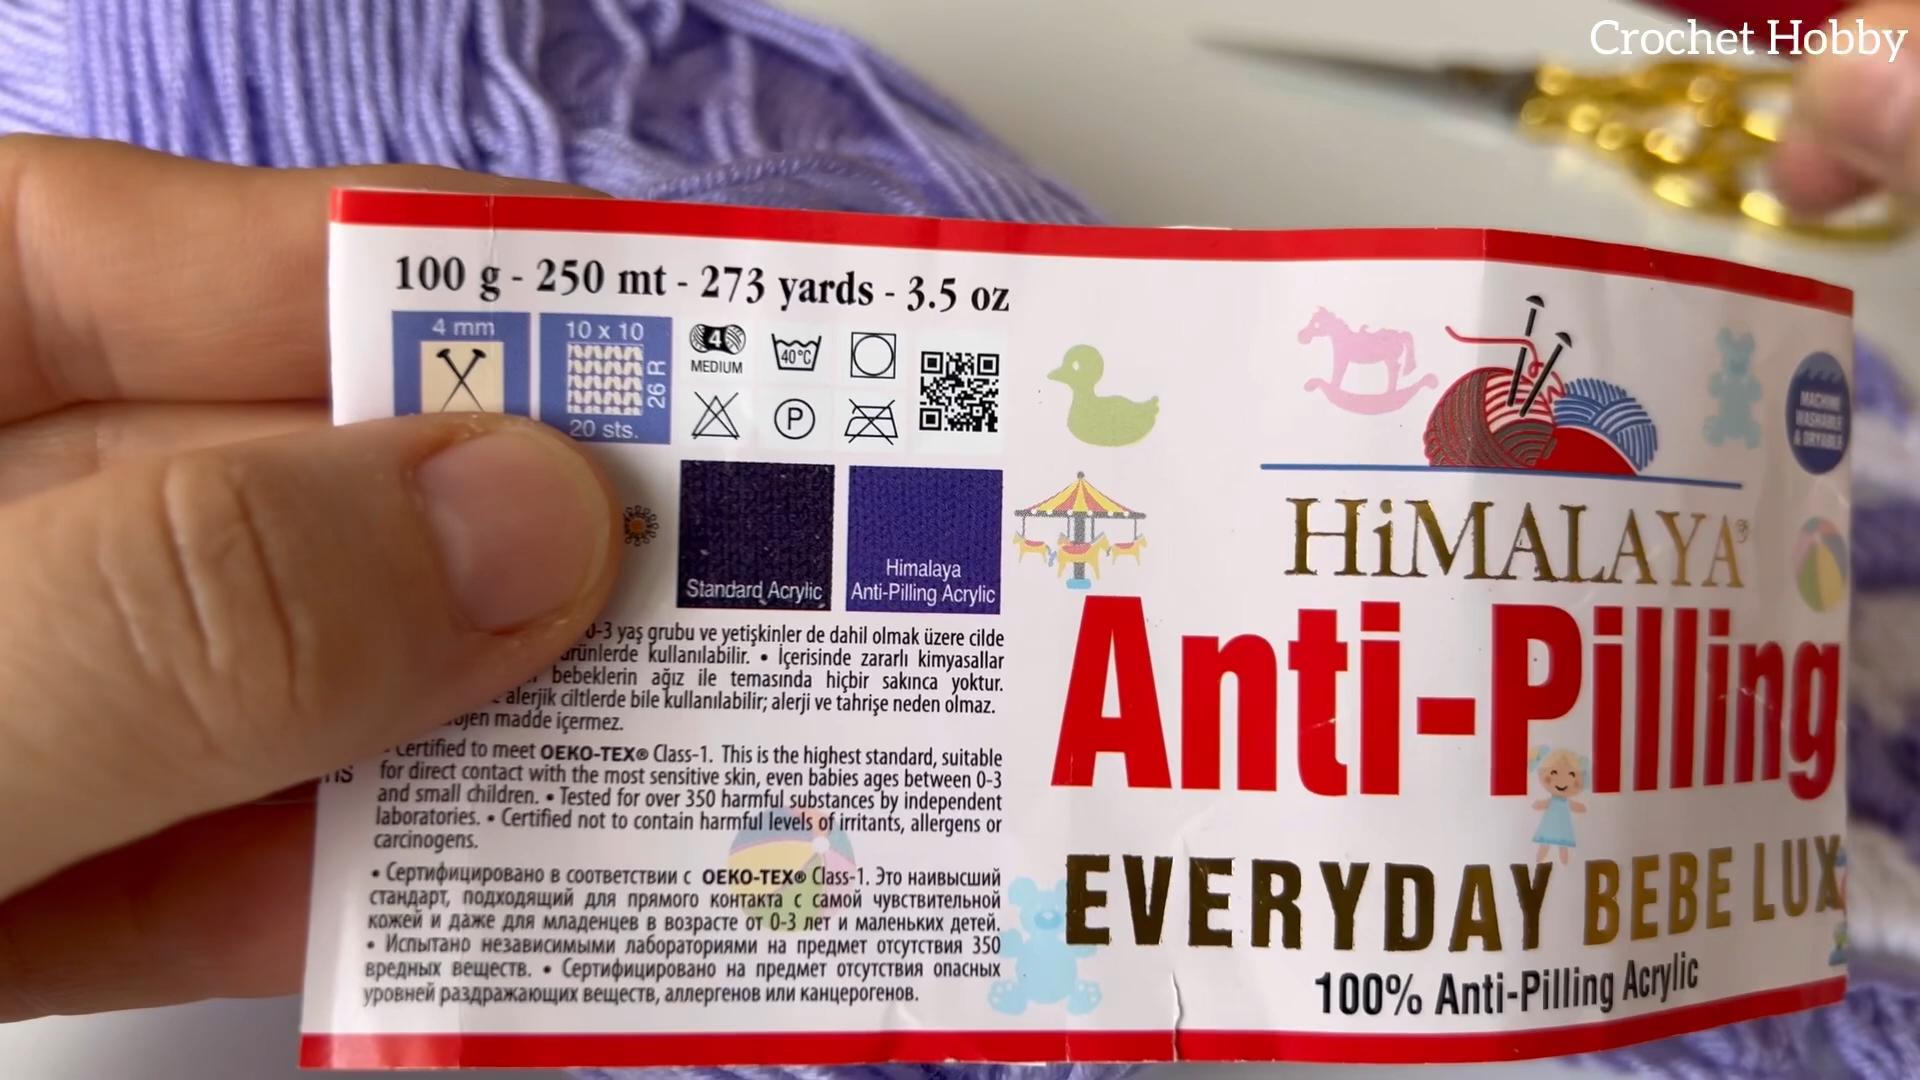 Crochet Hobby
100 g - 250 mt - 273 yards - 3.5 oz
4 mm
10 x 10
26 R
20 sts.
4
MEDIUM
40°C
P
Standard Acrylic
Himalaya
Anti-Pilling Acrylic
0-3 yaş grubu ve yetişkinler de dahil olmak üzere cilde
ürünlerde kullanılabilir. • İçerisinde zararlı kimyasallar
bebeklerin ağız ile temasında hiçbir sakınca yoktur.
alerjik ciltlerde bile kullanılabilir; alerji ve tahrişe neden olmaz.
madde içermez.
• Certified to meet OEKO-TEX® Class-1. This is the highest standard, suitable
for direct contact with the most sensitive skin, even babies ages between 0-3
and small children. • Tested for over 350 harmful substances by independent
laboratories. • Certified not to contain harmful levels of irritants, allergens or
carcinogens.
• Сертифицировано в соответствии с OEKO-TEX® Class-1. Это наивысший
стандарт, подходящий для прямого контакта с самой чувствительной
кожей и даже для младенцев в возрасте от 0-3 лет и маленьких детей.
• Испытано независимыми лабораториями на предмет отсутствия 350
вредных веществ. • Сертифицировано на предмет отсутствия опасных
уровней раздражающих веществ, аллергенов или канцерогенов.
MACHINE
WASHABLE
& DRYABLE
HiMALAYA®
Anti-Pilling
EVERYDAY BEBE LUX
100% Anti-Pilling Acrylic